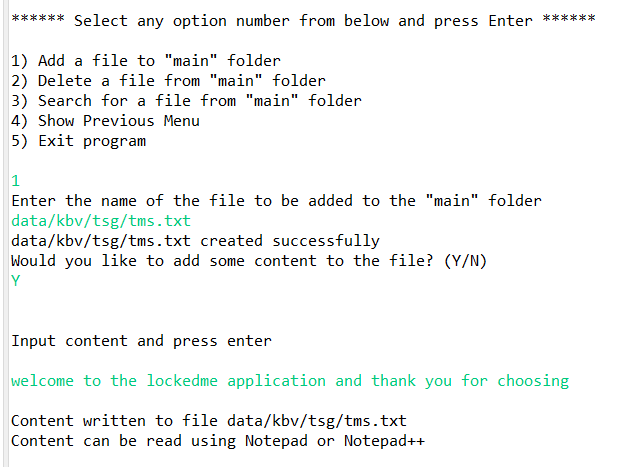 ****** Select any option number from below and press Enter ******
1) Add a file to "main" folder
2) Delete a file from "main" folder
3) Search for a file from "main" folder
4) Show Previous Menu
5) Exit program
1
Enter the name of the file to be added to the "main" folder
data/kbv/tsg/tms.txt
data/kbv/tsg/tms.txt created successfully
Would you like to add some content to the file? (Y/N)
Y
Input content and press enter
welcome to the lockedme application and thank you for choosing
Content written to file data/kbv/tsg/tms.txt
Content can be read using Notepad or Notepad++